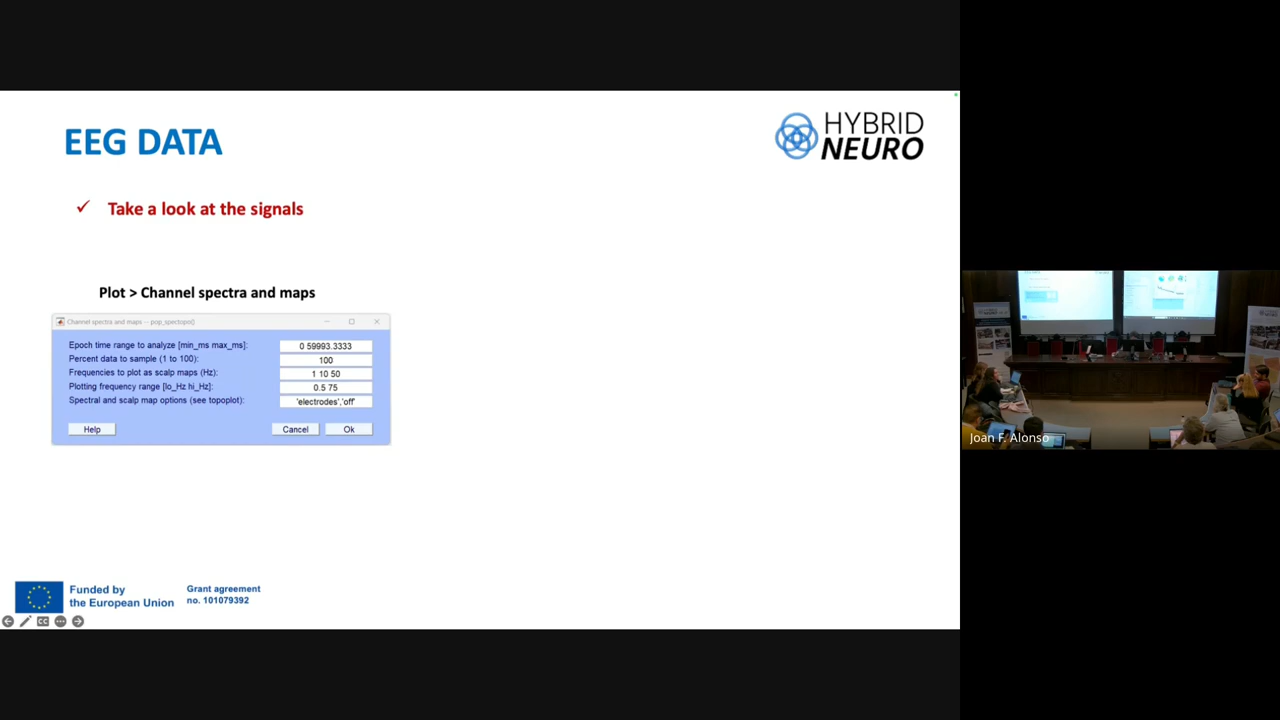 EEG DATA
HYBRID
NEURO
✓ Take a look at the signals
Plot > Channel spectra and maps
Channel spectra and maps -- pop_spectopo()
Epoch time range to analyze [min_ms max_ms]: 0 59993.3333
Percent data to sample (1 to 100): 100
Frequencies to plot as scalp maps (Hz): 1 10 50
Plotting frequency range [lo_Hz hi_Hz]: 0.5 75
Spectral and scalp map options (see topoplot): 'electrodes','off'
Help Cancel Ok
Funded by
the European Union
Grant agreement
no. 101079392
CC
Joan F. Alonso